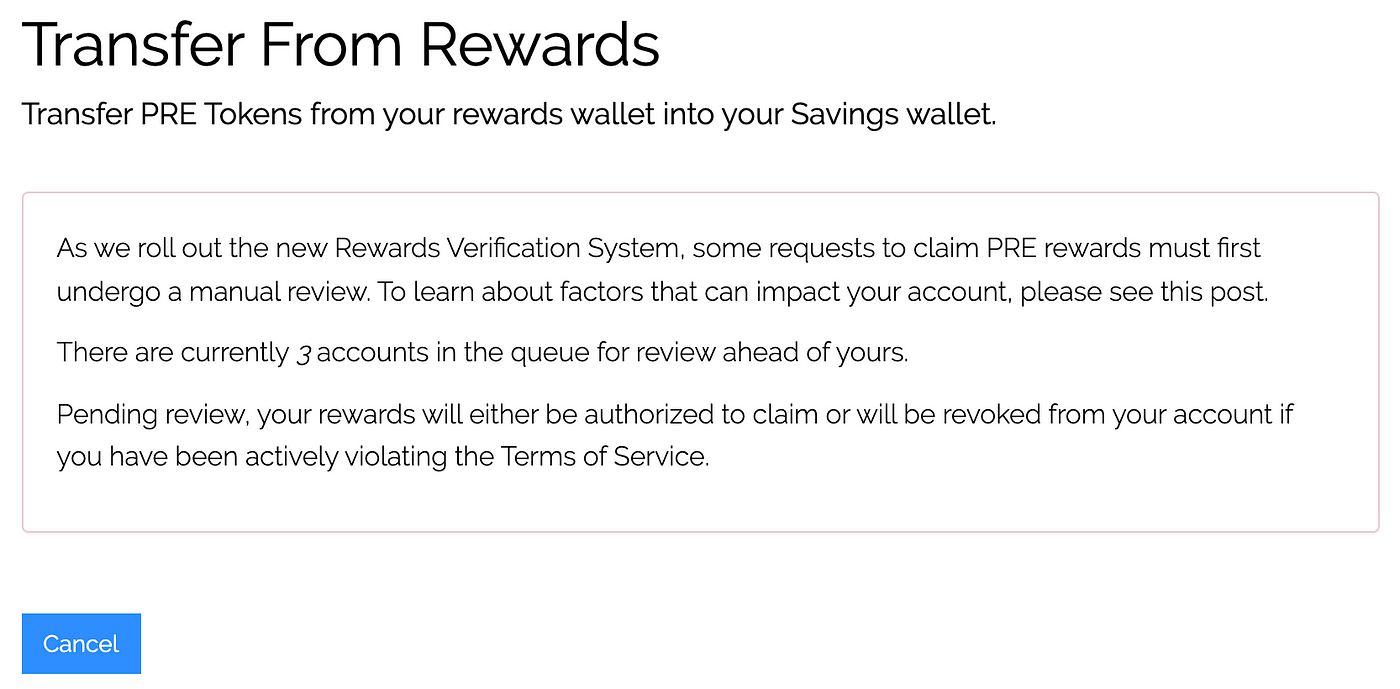 Transfer From Rewards
Transfer PRE Tokens from your rewards wallet into your Savings wallet.
As we roll out the new Rewards Verification System, some requests to claim PRE rewards must first
undergo a manual review. To learn about factors that can impact your account, please see this post.
There are currently 3 accounts in the queue for review ahead of yours.
Pending review, your rewards will either be authorized to claim or will be revoked from your account if
you have been actively violating the Terms of Service.
Cancel